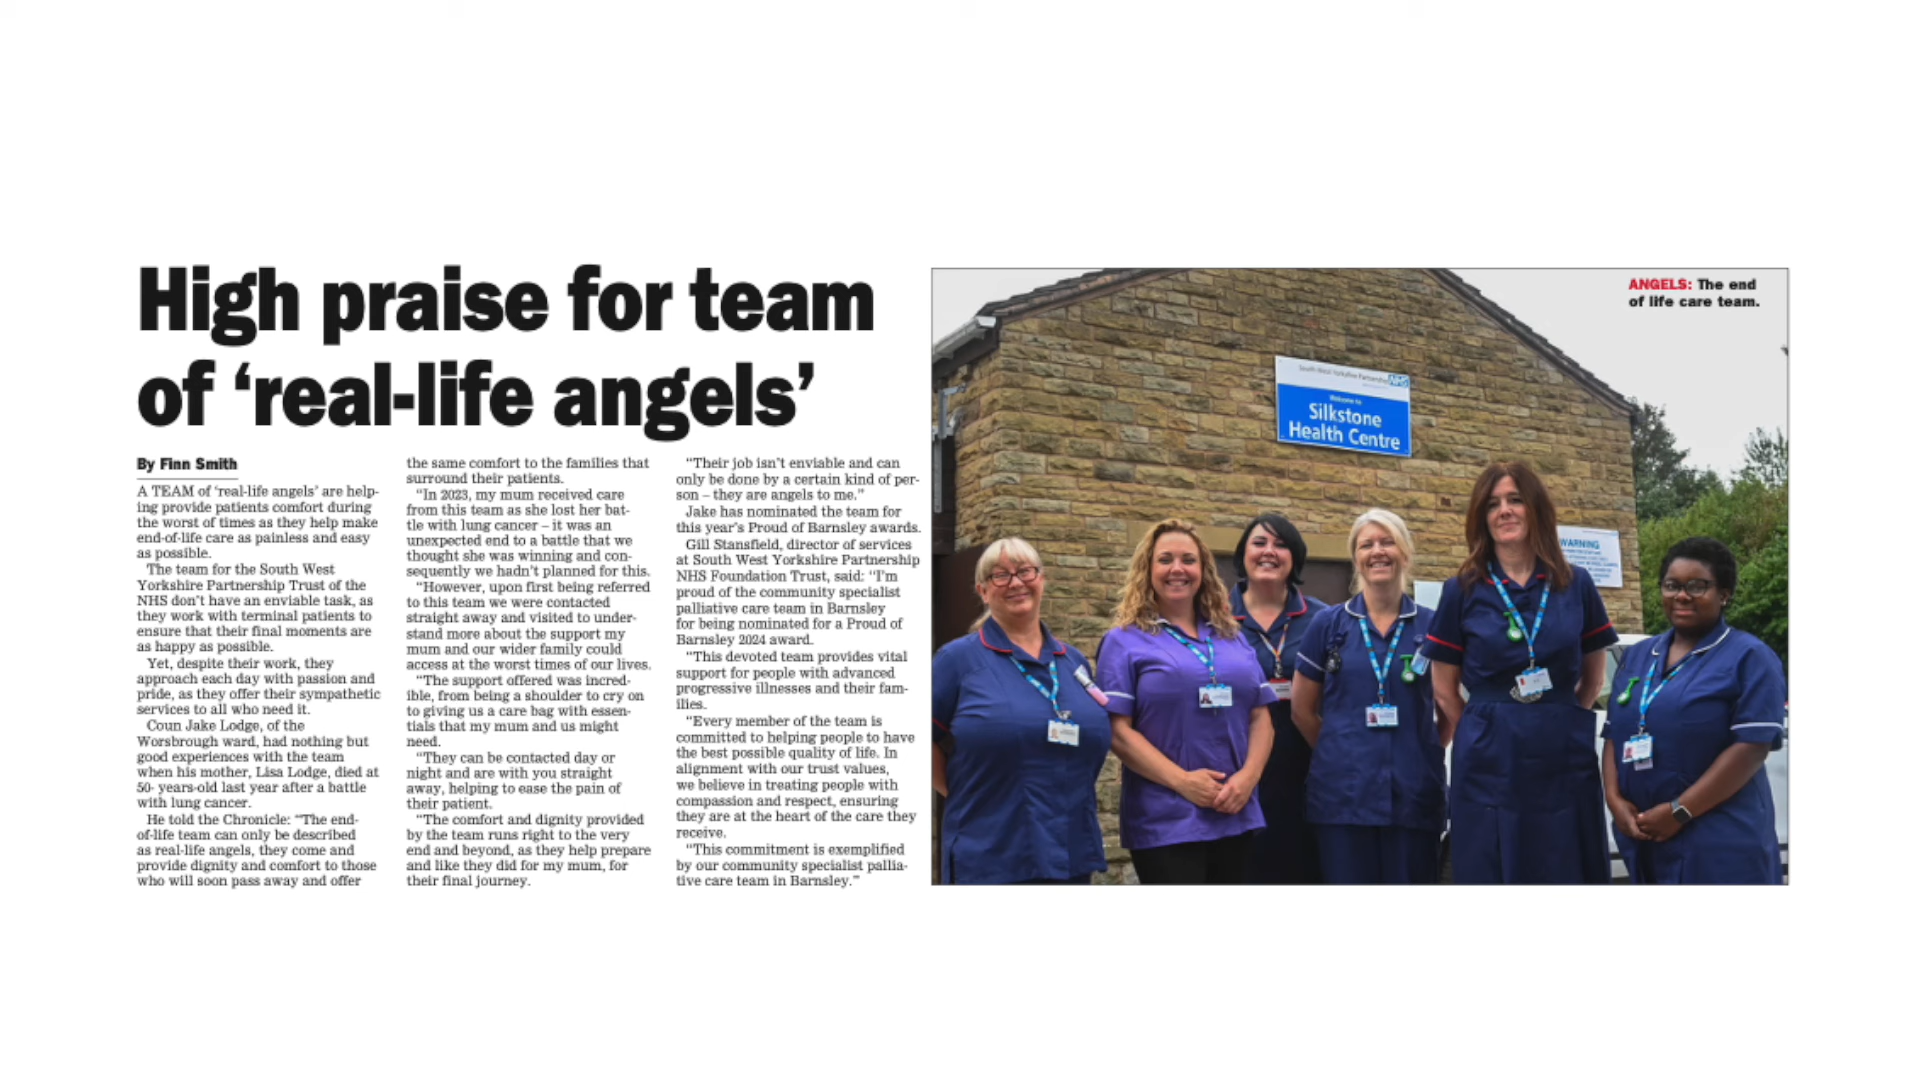 High praise for team
of ‘real-life angels’
By Finn Smith
A TEAM of ‘real-life angels’ are help-
ing provide patients comfort during
the worst of times as they help make
end-of-life care as painless and easy
as possible.
The team for the South West
Yorkshire Partnership Trust of the
NHS don’t have an enviable task, as
they work with terminal patients to
ensure that their final moments are
as happy as possible.
Yet, despite their work, they
approach each day with passion and
pride, as they offer their sympathetic
services to all who need it.
Coun Jake Lodge, of the
Worsbrough ward, had nothing but
good experiences with the team
when his mother, Lisa Lodge, died at
50- years-old last year after a battle
with lung cancer.
He told the Chronicle: “The end-
of-life team can only be described
as real-life angels, they come and
provide dignity and comfort to those
who will soon pass away and offer
the same comfort to the families that
surround their patients.
“In 2023, my mum received care
from this team as she lost her bat-
tle with lung cancer – it was an
unexpected end to a battle that we
thought she was winning and con-
sequently we hadn’t planned for this.
“However, upon first being referred
to this team we were contacted
straight away and visited to under-
stand more about the support my
mum and our wider family could
access at the worst times of our lives.
“The support offered was incred-
ible, from being a shoulder to cry on
to giving us a care bag with essen-
tials that my mum and us might
need.
“They can be contacted day or
night and are with you straight
away, helping to ease the pain of
their patient.
“The comfort and dignity provided
by the team runs right to the very
end and beyond, as they help prepare
and like they did for my mum, for
their final journey.
“Their job isn’t enviable and can
only be done by a certain kind of per-
son – they are angels to me.”
Jake has nominated the team for
this year’s Proud of Barnsley awards.
Gill Stansfield, director of services
at South West Yorkshire Partnership
NHS Foundation Trust, said: “I’m
proud of the community specialist
palliative care team in Barnsley
for being nominated for a Proud of
Barnsley 2024 award.
“This devoted team provides vital
support for people with advanced
progressive illnesses and their fam-
ilies.
“Every member of the team is
committed to helping people to have
the best possible quality of life. In
alignment with our trust values,
we believe in treating people with
compassion and respect, ensuring
they are at the heart of the care they
receive.
“This commitment is exemplified
by our community specialist pallia-
tive care team in Barnsley.”
ANGELS: The end
of life care team.
South West Yorkshire Partnership NHS
Welcome to
Silkstone
Health Centre
WARNING